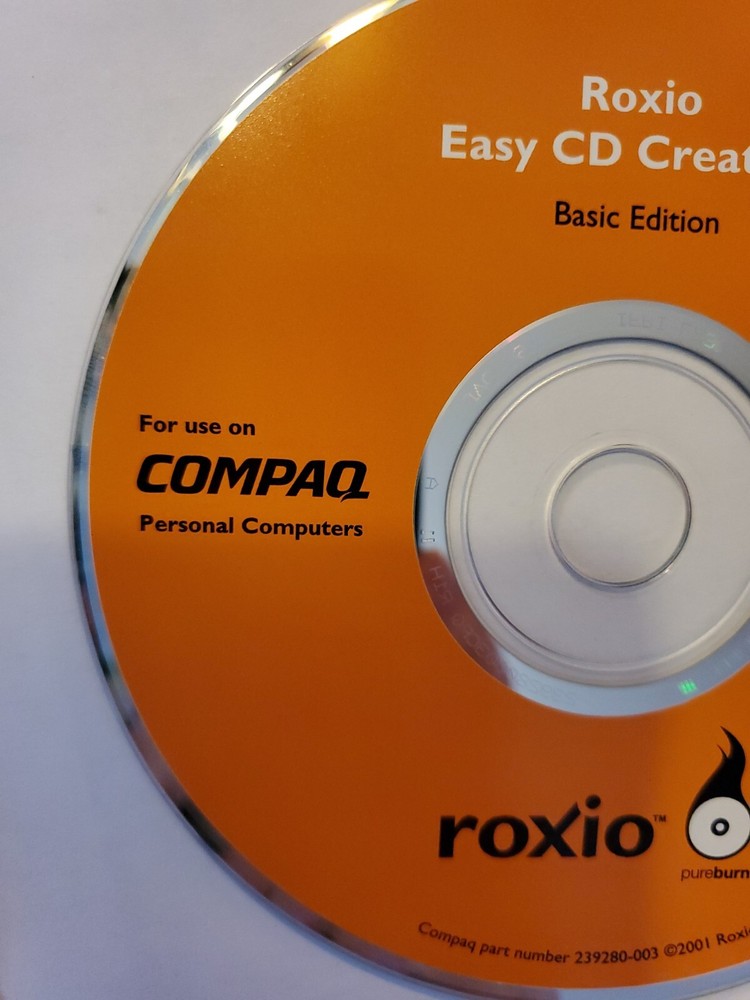 Roxio
Easy CD Creat
Basic Edition
For use on
COMPAQ
Personal Computers
roxio™
pureburn
Compaq part number 239280-003 ©2001 Roxio